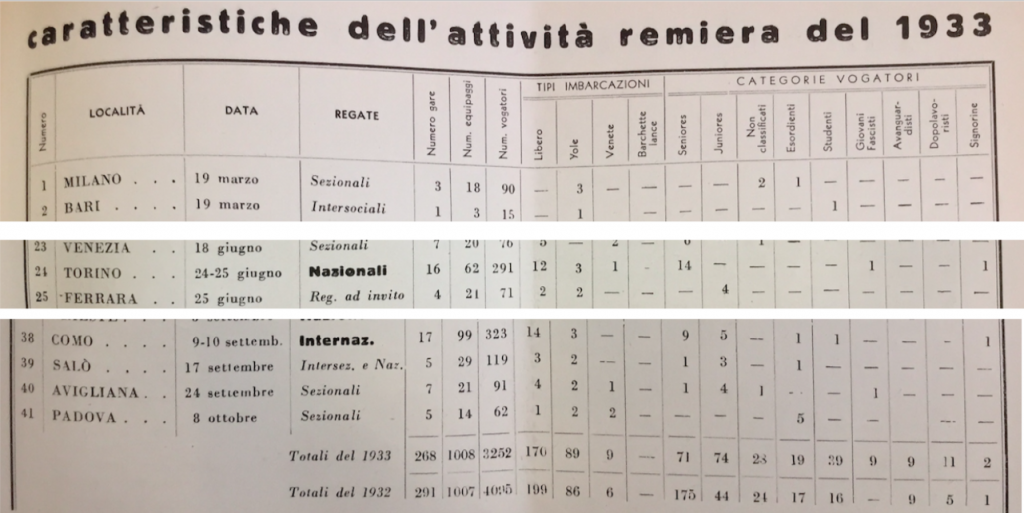 caratteristiche dell'attività remiera del 1933
Numero LOCALITÀ DATA REGATE Numero gare Num. equipaggi Num. vogatori TIPI IMBARCAZIONI CATEGORIE VOGATORI
Libero Yole Venete Barchette lance Seniores Juniores Non classificati Esordienti Studenti Giovani Fascisti Avanguardisti Dopolavoristi Signorine
1 MILANO . . . 19 marzo Sezionali 3 18 90 — 3 — — — — 2 1 — — — — —
2 BARI . . . . 19 marzo Intersociali 1 3 15 — 1 — — — — — 1 — — — —
23 VENEZIA . . 18 giugno Sezionali 7 20 76 5 — 2 — 6 — 1 — — — — — —
24 TORINO . . . 24-25 giugno Nazionali 16 62 291 12 3 1 - 14 — — — — 1 — — 1
25 FERRARA . . 25 giugno Reg. ad invito 4 21 71 2 2 — — — 4 — — — — — — —
38 COMO . . . . 9-10 settemb. Internaz. 17 99 323 14 3 — — 9 5 — 1 1 — — — 1
39 SALÒ . . . . 17 settembre Intersez. e Naz. 5 29 119 3 2 — — 1 3 — 1 — — — — —
40 AVIGLIANA . . 24 settembre Sezionali 7 21 91 4 2 1 — 1 4 1 - — 1 — — —
41 PADOVA . . . 8 ottobre Sezionali 5 14 62 1 2 2 — — — — 5 — — — — —
Totali del 1933 268 1008 3252 170 89 9 — 71 74 28 19 39 9 9 11 2
Totali del 1932 291 1007 4095 199 86 6 — 175 44 24 17 16 — 9 5 1